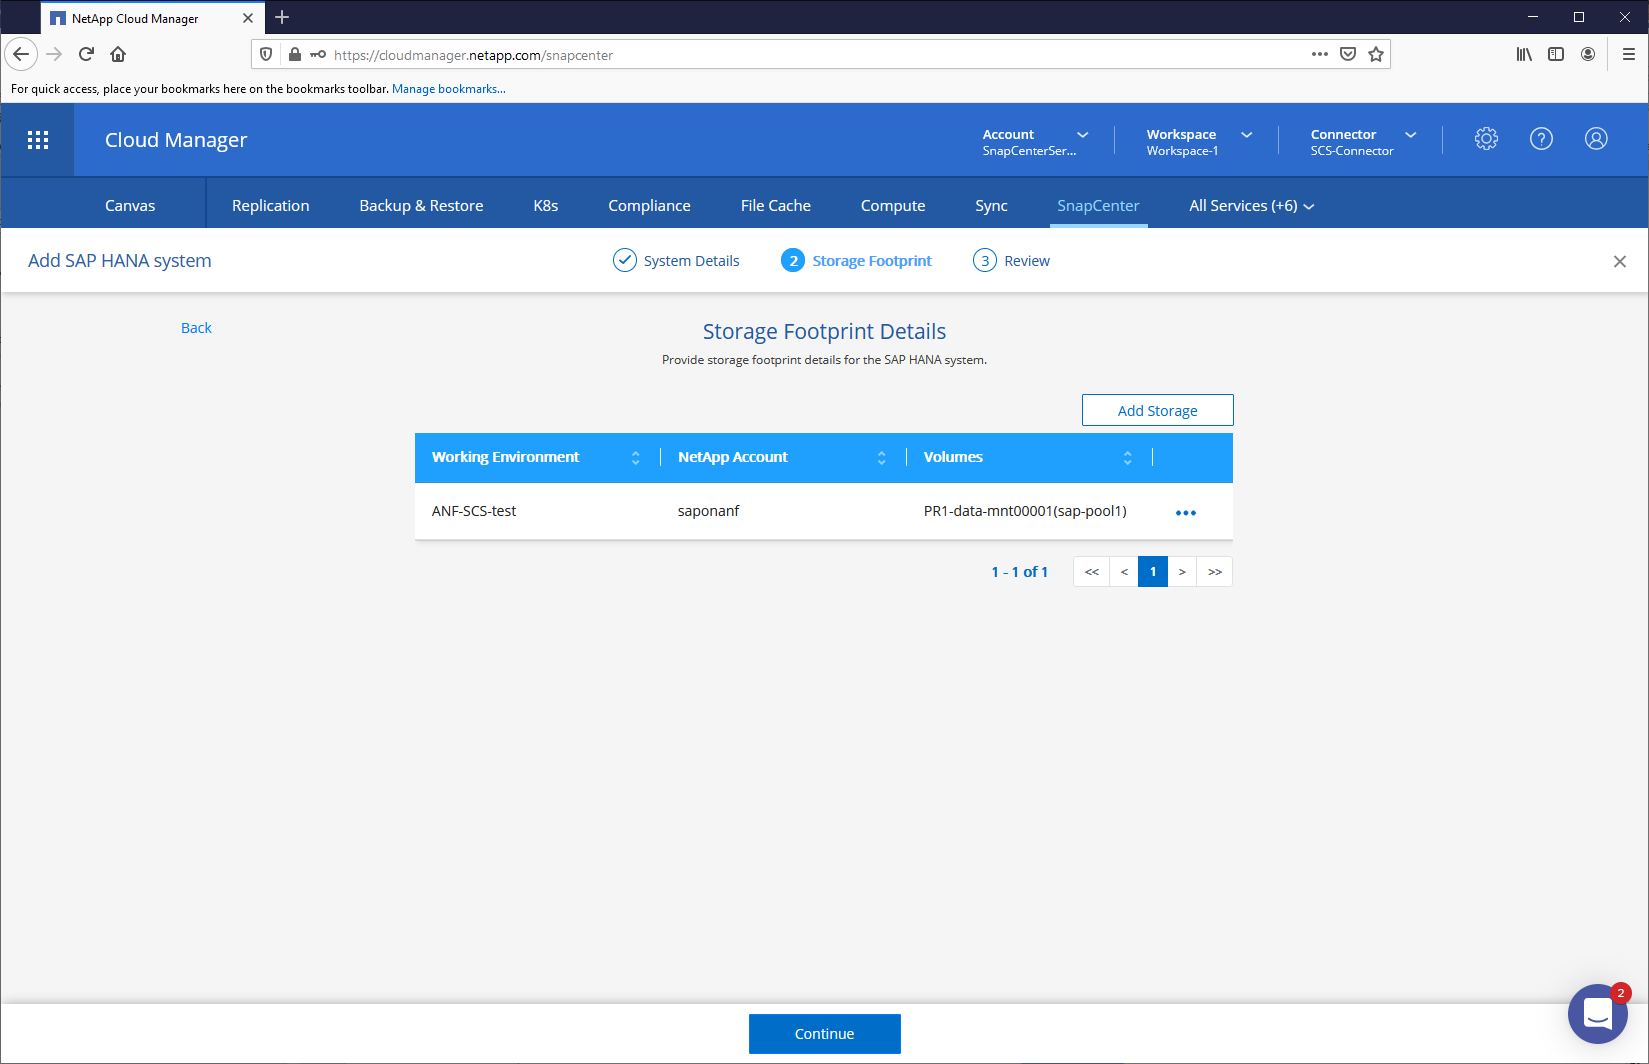 NetApp Cloud Manager
https://cloudmanager.netapp.com/snapcenter
For quick access, place your bookmarks here on the bookmarks toolbar. Manage bookmarks...
Cloud Manager
Account
SnapCenterSer...
Workspace
Workspace-1
Connector
SCS-Connector
?
Canvas
Replication
Backup & Restore
K8s
Compliance
File Cache
Compute
Sync
SnapCenter
All Services (+6)
Add SAP HANA system
System Details
2 Storage Footprint
3 Review
Back
Storage Footprint Details
Provide storage footprint details for the SAP HANA system.
Add Storage
Working Environment NetApp Account Volumes
ANF-SCS-test saponanf PR1-data-mnt00001(sap-pool1)
1 - 1 of 1 << < 1 > >>
2
Continue